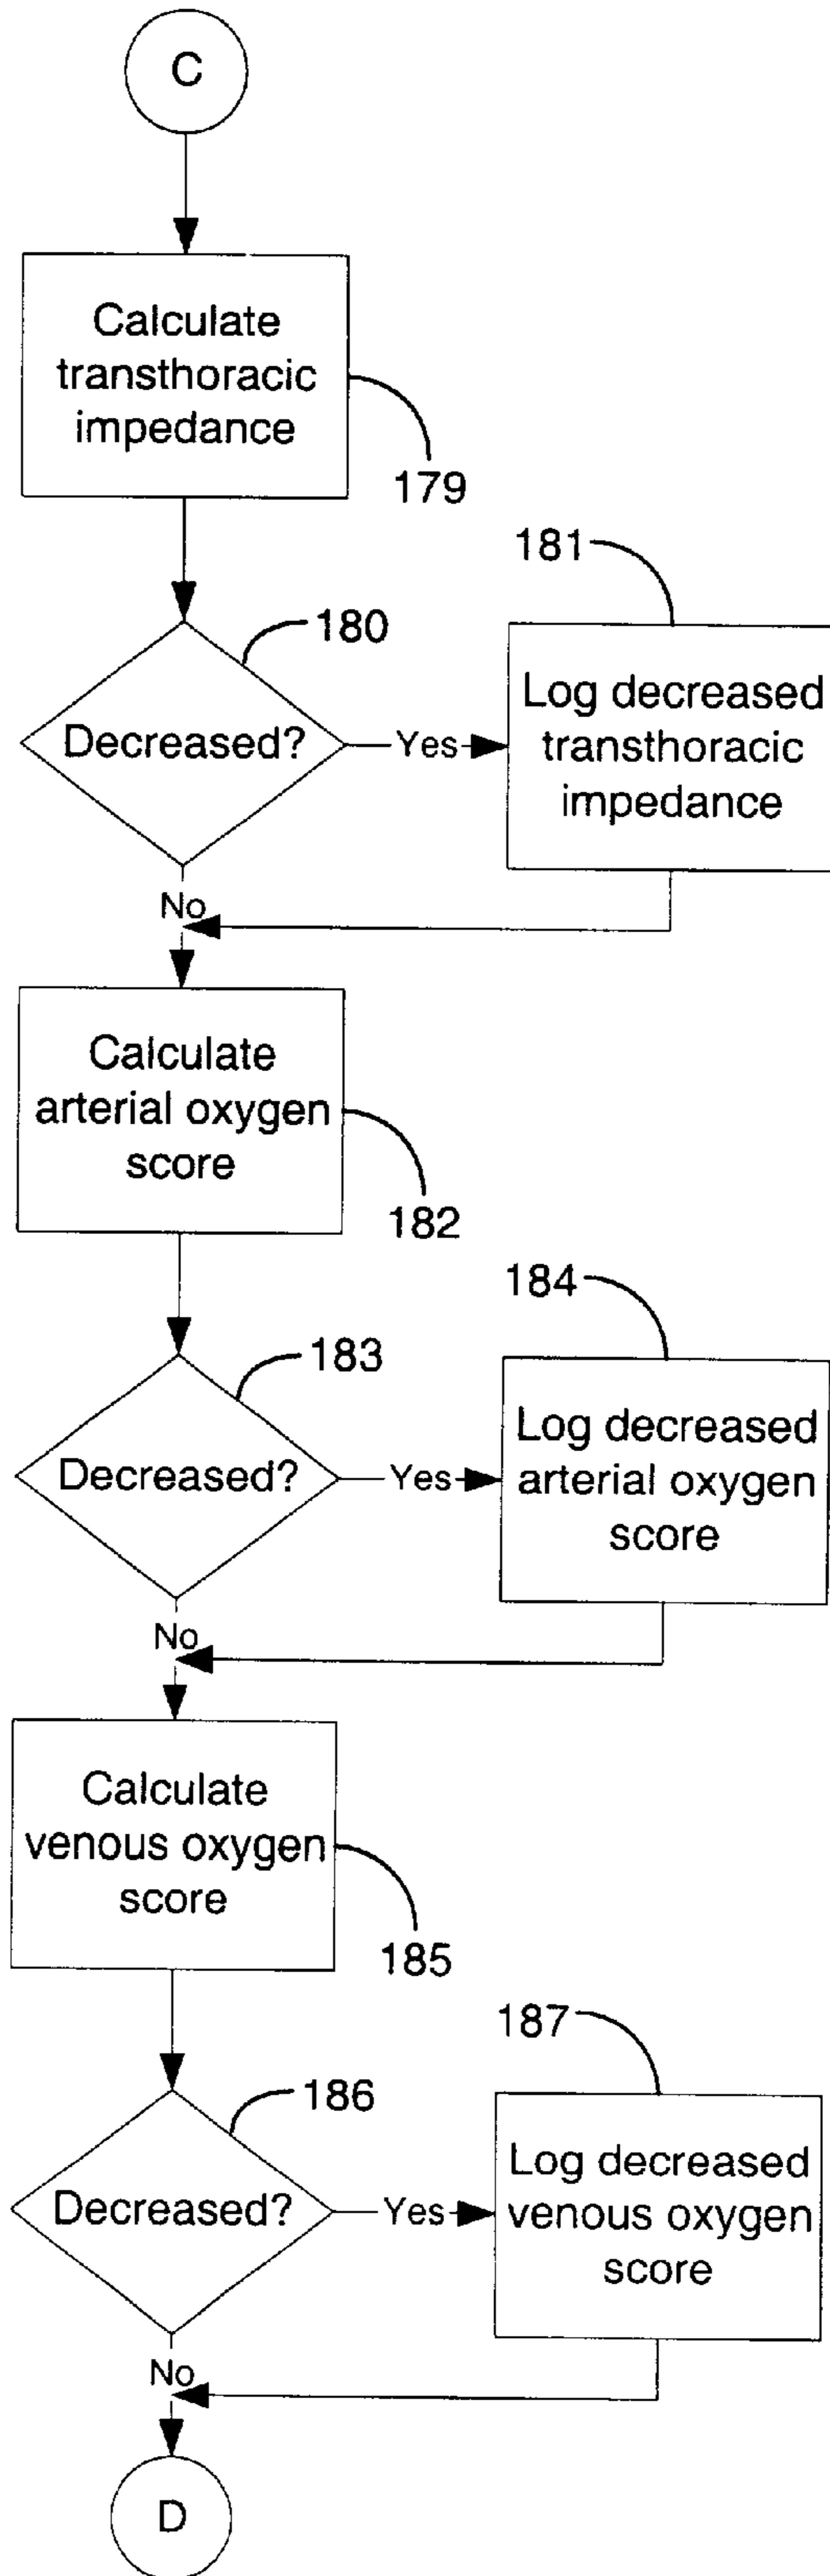 C
Calculate
transthoracic
impedance
179
181
180
Decreased?
Yes
Log decreased
transthoracic
impedance
No
Calculate
arterial oxygen
score
182
184
183
Decreased?
Yes
Log decreased
arterial oxygen
score
No
Calculate
venous oxygen
score
185
187
186
Decreased?
Yes
Log decreased
venous oxygen
score
No
D